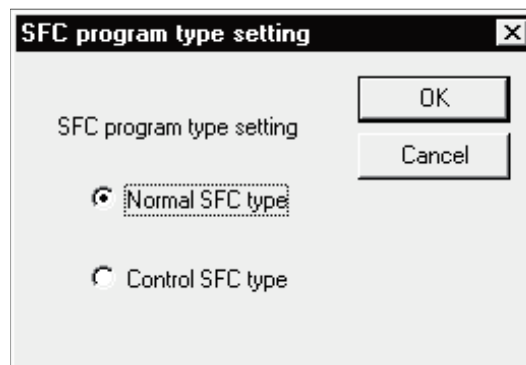 SFC program type setting
OK
SFC program type setting
Cancel
Normal SFC type
Control SFC type